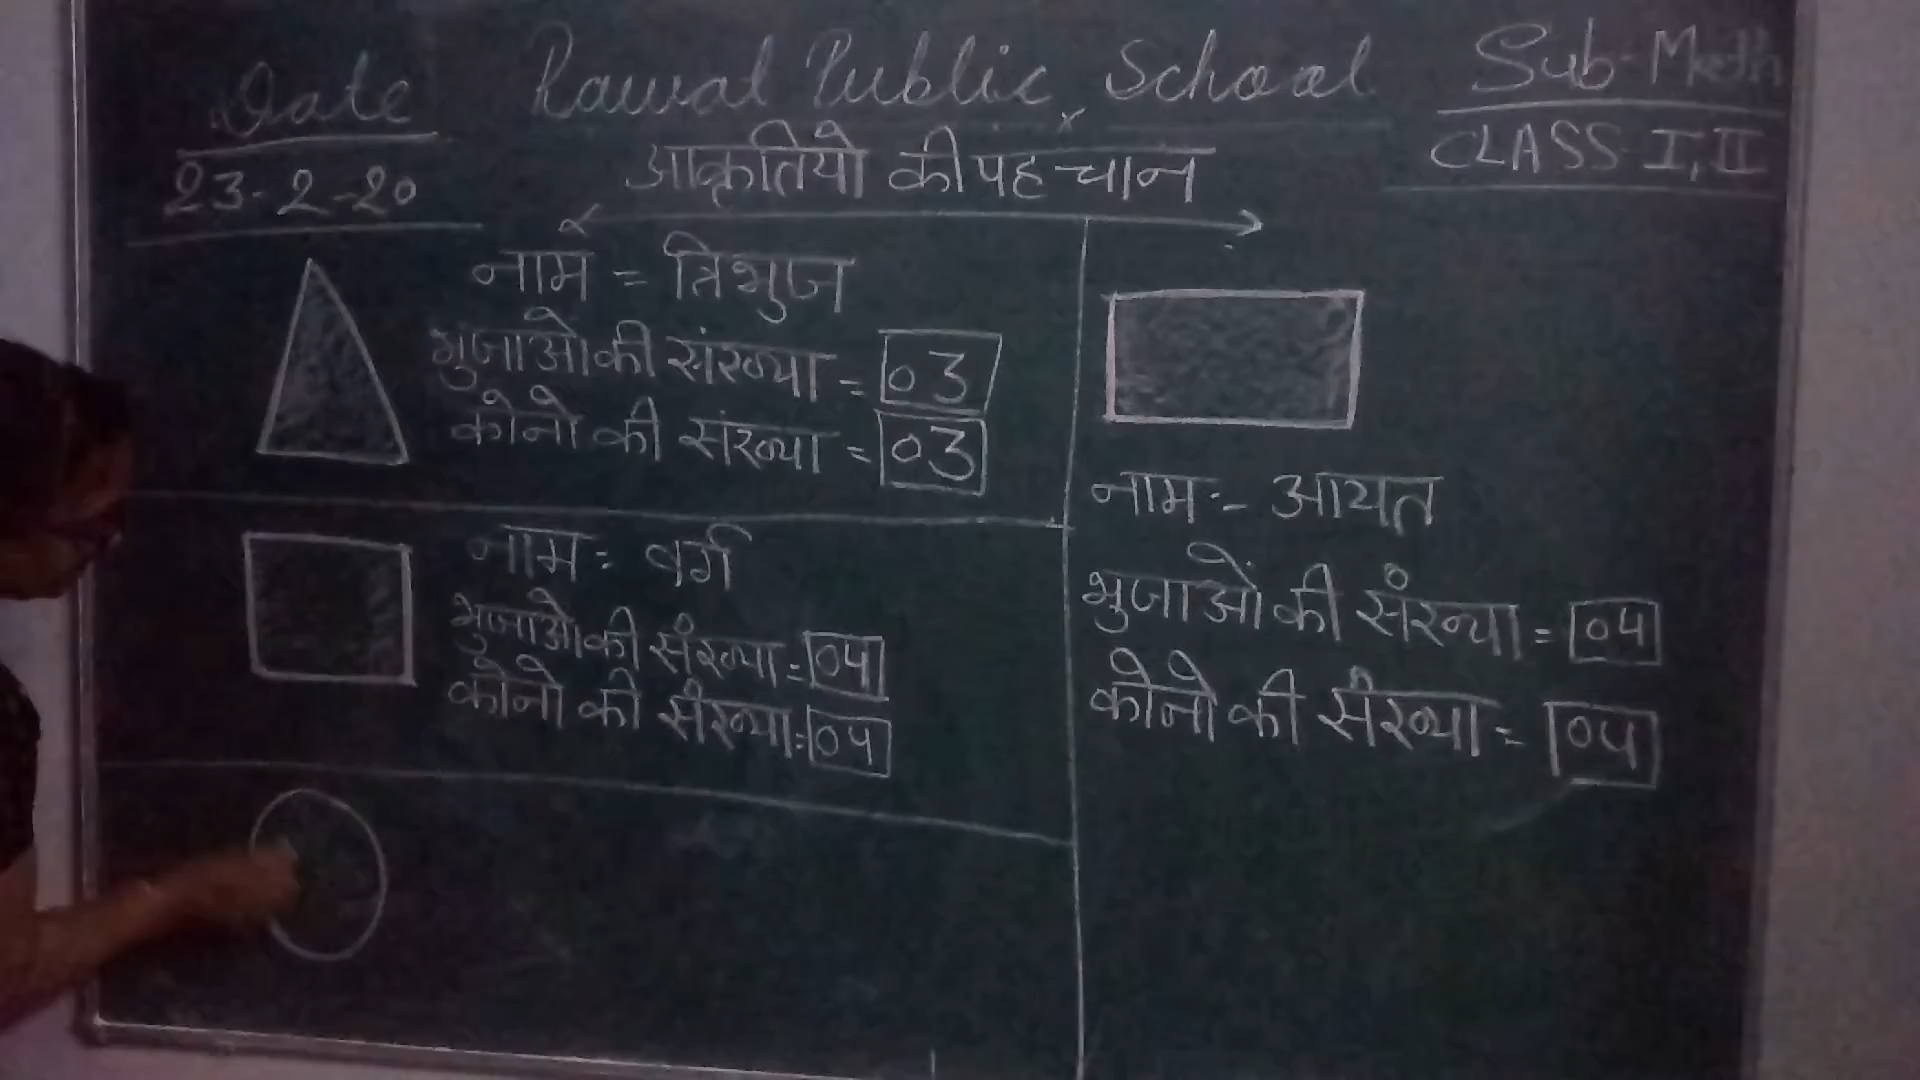 Date
23-2-20
Rawal Public School
Sub-Math
CLASS I, II
आकृतियो की पहचान
नाम = त्रिभुज
भुजाओ की संख्या = 03
कोनो की संख्या = 03
नाम: वर्ग
भुजाओ की संख्या = 04
कोनो की संख्या = 04
नाम :- आयत
भुजाओं की संख्या = 04
कोनो की संख्या = 04